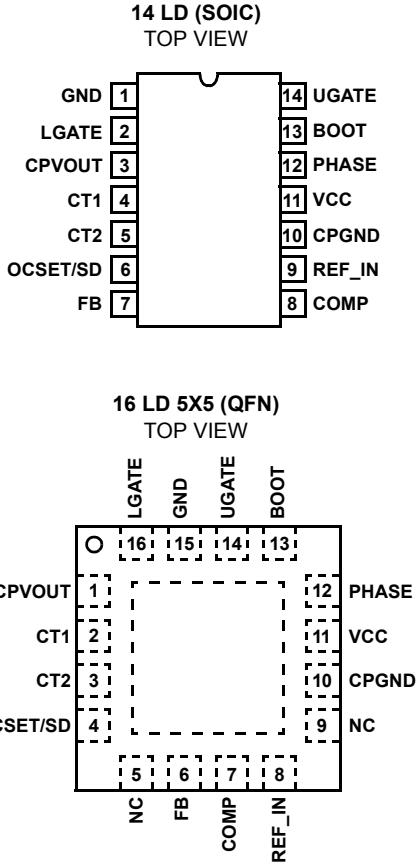 14 LD (SOIC)
TOP VIEW
GND 1 14 UGATE
LGATE 2 13 BOOT
CPVOUT 3 12 PHASE
CT1 4 11 VCC
CT2 5 10 CPGND
OCSET/SD 6 9 REF_IN
FB 7 8 COMP
16 LD 5X5 (QFN)
TOP VIEW
LGATE GND UGATE BOOT
16 15 14 13
CPVOUT 1 12 PHASE
CT1 2 11 VCC
CT2 3 10 CPGND
CSET/SD 4 9 NC
5 6 7 8
NC FB COMP REF_IN